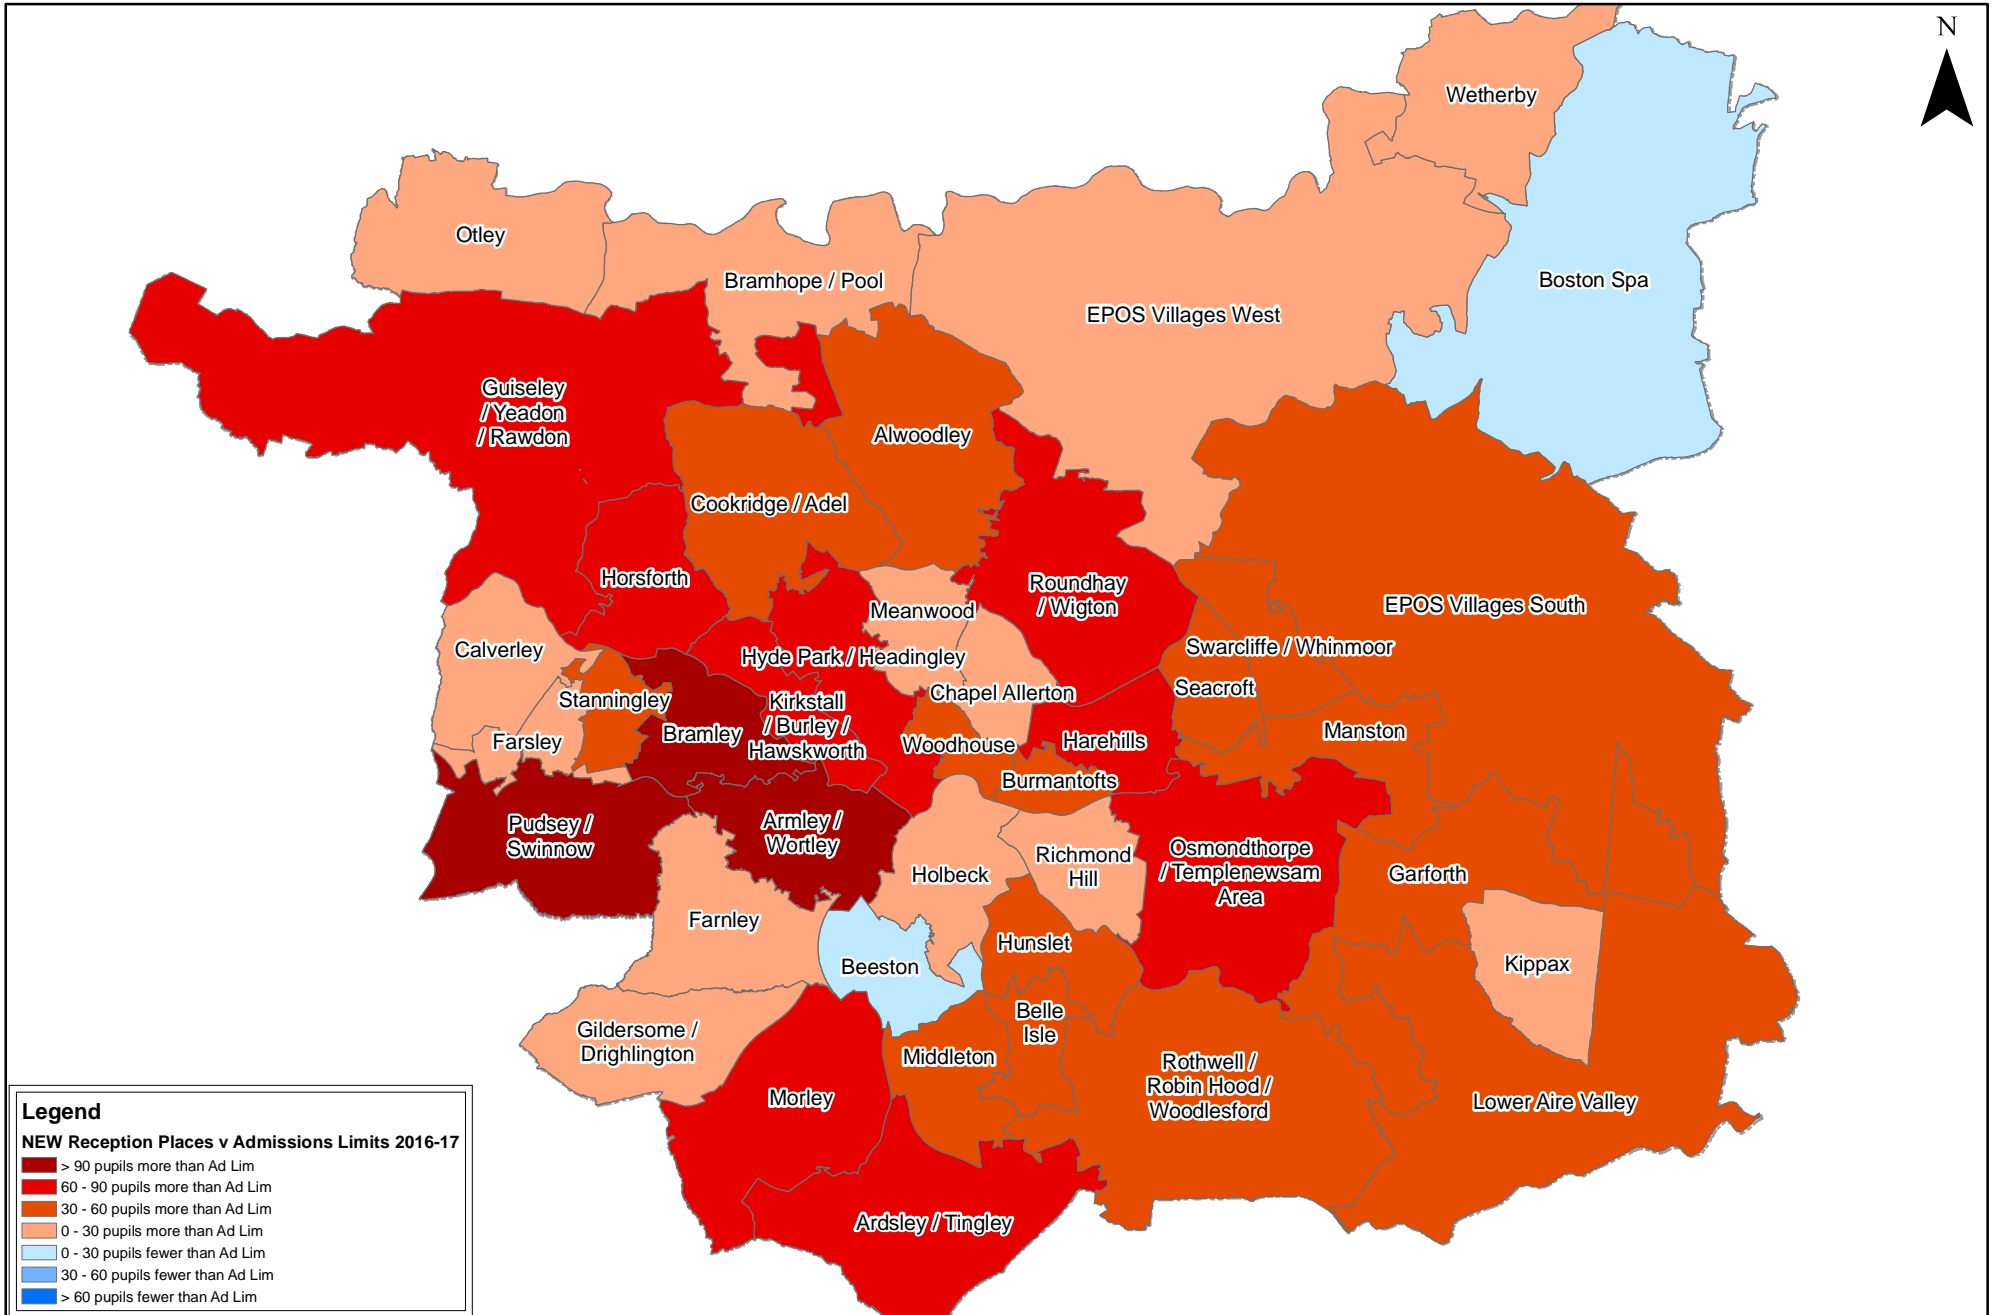 N
Wetherby
Otley
Bramhope / Pool
Boston Spa
EPOS Villages West
Guiseley
/ Yeadon
/ Rawdon
Alwoodley
Cookridge / Adel
Horsforth
Roundhay
/ Wigton
Meanwood
EPOS Villages South
Calverley
Hyde Park / Headingley
Swarcliffe / Whinmoor
Stanningley
Chapel Allerton
Seacroft
Kirkstall
/ Burley /
Hawskworth
Bramley
Farsley
Woodhouse
Harehills
Manston
Burmantofts
Pudsey /
Swinnow
Armley /
Wortley
Richmond
Hill
Osmondthorpe
/ Templenewsam
Area
Holbeck
Garforth
Farnley
Hunslet
Beeston
Kippax
Gildersome /
Drighlington
Belle
Isle
Middleton
Rothwell /
Robin Hood /
Woodlesford
Morley
Lower Aire Valley
Ardsley / Tingley
Legend
NEW Reception Places v Admissions Limits 2016-17
> 90 pupils more than Ad Lim
60 - 90 pupils more than Ad Lim
30 - 60 pupils more than Ad Lim
0 - 30 pupils more than Ad Lim
0 - 30 pupils fewer than Ad Lim
30 - 60 pupils fewer than Ad Lim
> 60 pupils fewer than Ad Lim